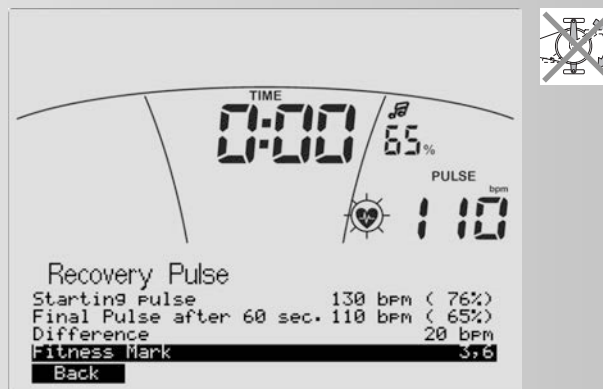 TIME
0:00
65%
PULSE
bpm
110
Recovery Pulse
Starting pulse 130 bpm ( 76%)
Final Pulse after 60 sec. 110 bpm ( 65%)
Difference 20 bpm
Fitness Mark 3,6
Back